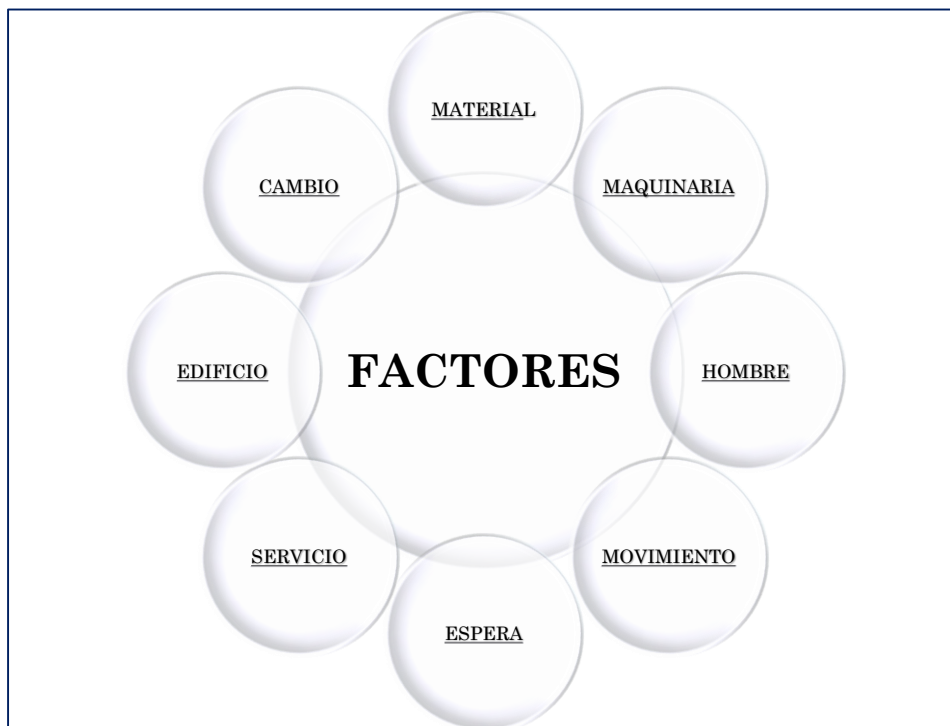 MATERIAL
CAMBIO
MAQUINARIA
EDIFICIO
FACTORES
HOMBRE
SERVICIO
MOVIMIENTO
ESPERA